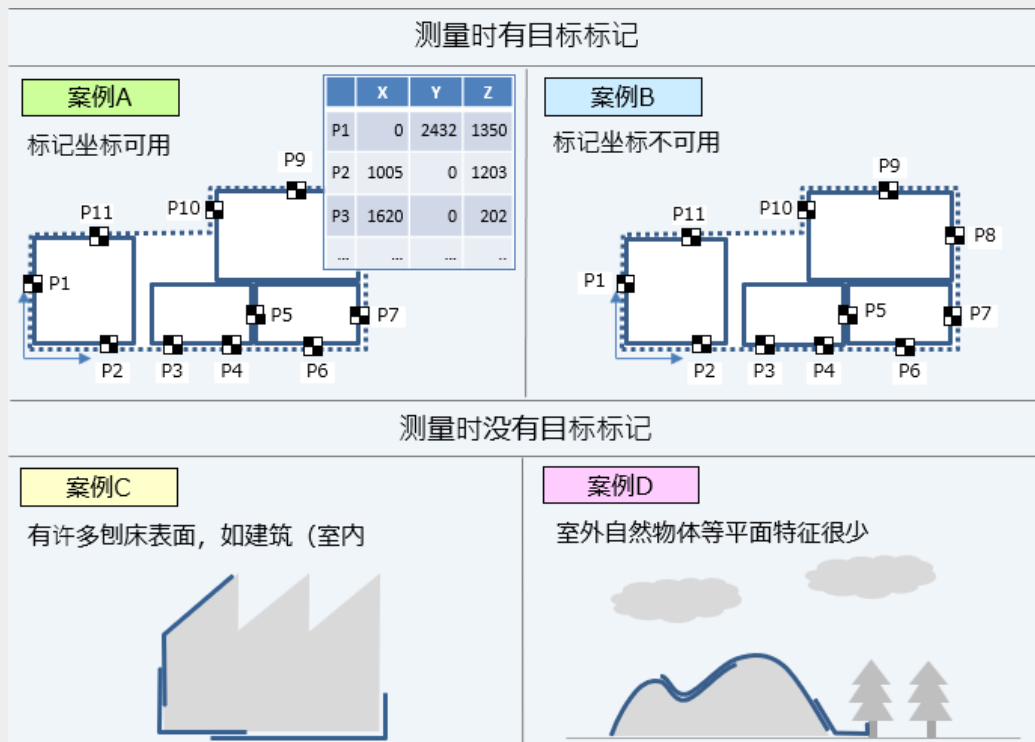 测量时有目标标记
案例A
标记坐标可用
X Y Z
P1 0 2432 1350
P2 1005 0 1203
P3 1620 0 202
... ... ... ..
P9
P10
P11
P1
P5
P7
P2
P3
P4
P6
案例B
标记坐标不可用
P9
P10
P11
P8
P1
P5
P7
P2
P3
P4
P6
测量时没有目标标记
案例C
有许多刨床表面，如建筑（室内
案例D
室外自然物体等平面特征很少